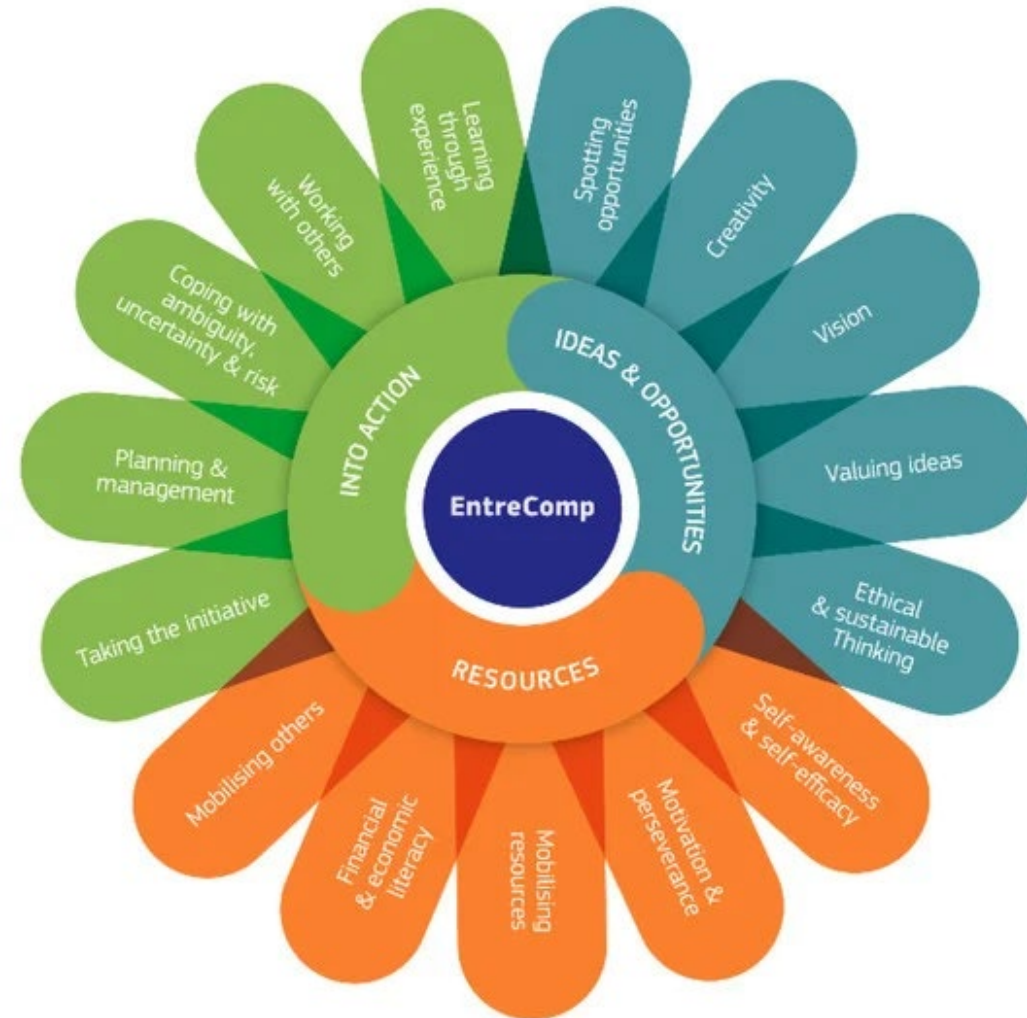 EntreComp
IDEAS & OPPORTUNITIES
Spotting
opportunities
Creativity
Vision
Valuing ideas
Ethical
& sustainable
Thinking
RESOURCES
Self-awareness
& self-efficacy
Motivation &
perseverance
Mobilising
resources
Financial
& economic
literacy
Mobilising others
INTO ACTION
Taking the initiative
Planning &
management
Coping with
ambiguity,
uncertainty & risk
Working
with others
Learning
through
experience